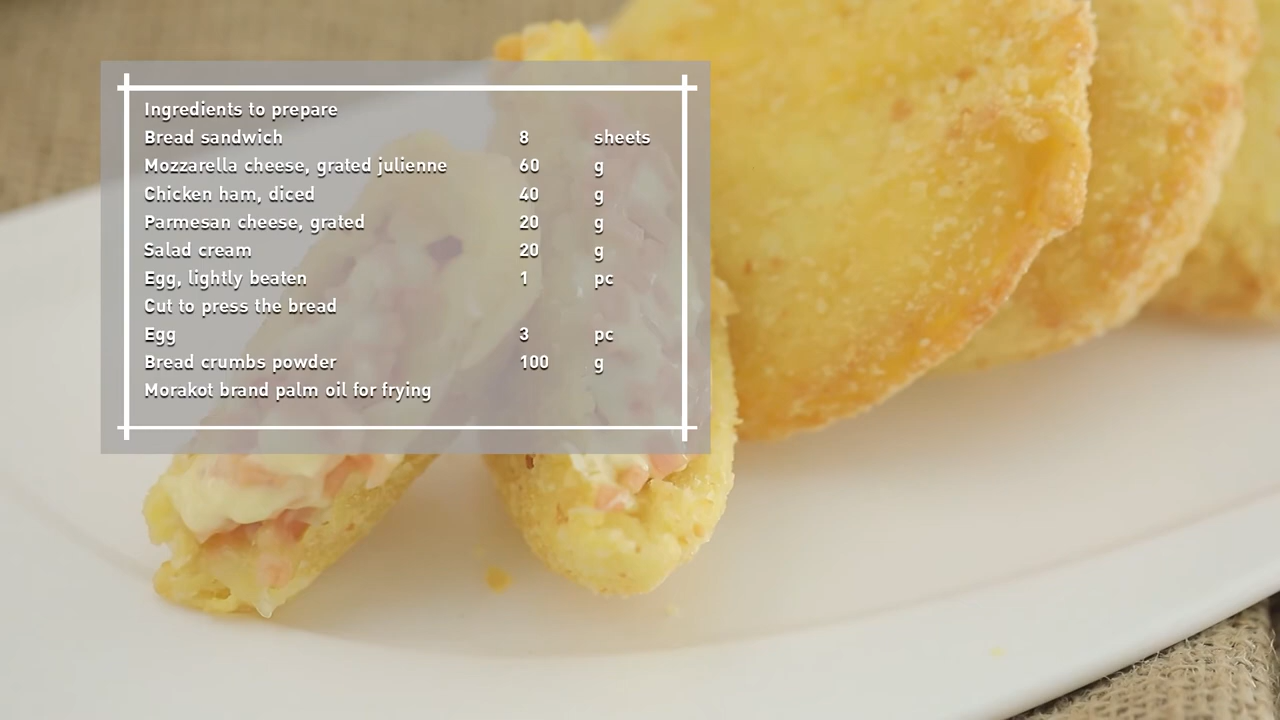 Ingredients to prepare
Bread sandwich 8 sheets
Mozzarella cheese, grated julienne 60 g
Chicken ham, diced 40 g
Parmesan cheese, grated 20 g
Salad cream 20 g
Egg, lightly beaten 1 pc
Cut to press the bread
Egg 3 pc
Bread crumbs powder 100 g
Morakot brand palm oil for frying